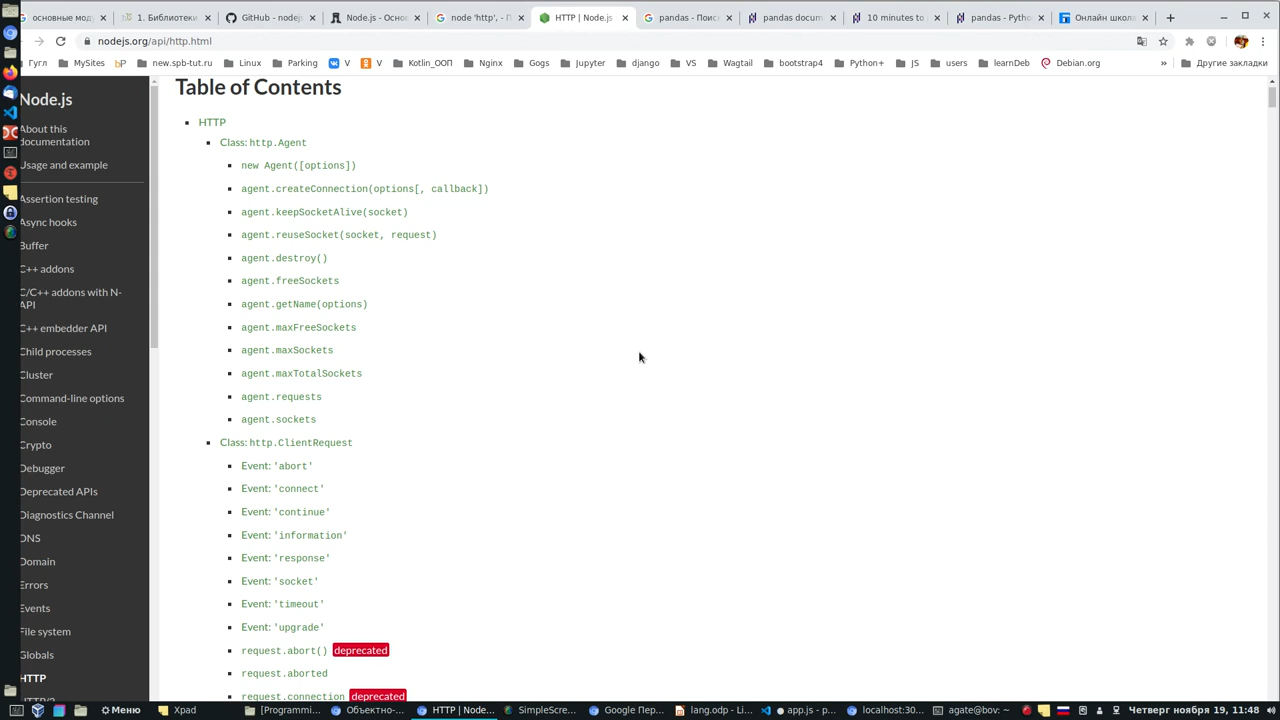 основные мод
1. Библиотеки
GitHub - nodejs
Node.js - Осно
node 'http', - П
HTTP | Node.js
pandas - Поис
pandas docum
10 minutes to
pandas - Pytho
Онлайн школа
nodejs.org/api/http.html
Гугл
MySites
bP
new.spb-tut.ru
Linux
Parking
V
V
Kotlin_ООП
Nginx
Gogs
Jupyter
django
VS
Wagtail
bootstrap4
Python+
JS
users
learnDeb
Debian.org
»
Другие закладки
Node.js
About this
documentation
Usage and example
Assertion testing
Async hooks
Buffer
C++ addons
C/C++ addons with N-
API
C++ embedder API
Child processes
Cluster
Command-line options
Console
Crypto
Debugger
Deprecated APIs
Diagnostics Channel
DNS
Domain
Errors
Events
File system
Globals
HTTP
HTTP/2
Table of Contents
HTTP
Class: http.Agent
new Agent([options])
agent.createConnection(options[, callback])
agent.keepSocketAlive(socket)
agent.reuseSocket(socket, request)
agent.destroy()
agent.freeSockets
agent.getName(options)
agent.maxFreeSockets
agent.maxSockets
agent.maxTotalSockets
agent.requests
agent.sockets
Class: http.ClientRequest
Event: 'abort'
Event: 'connect'
Event: 'continue'
Event: 'information'
Event: 'response'
Event: 'socket'
Event: 'timeout'
Event: 'upgrade'
request.abort() deprecated
request.aborted
request.connection deprecated
Меню
Xpad
[Programmi...
Объектно-...
HTTP | Node...
SimpleScre...
Google Пер...
lang.odp - Li...
● app.js - p...
localhost:30...
agate@bov: ~
Четверг ноября 19, 11:48